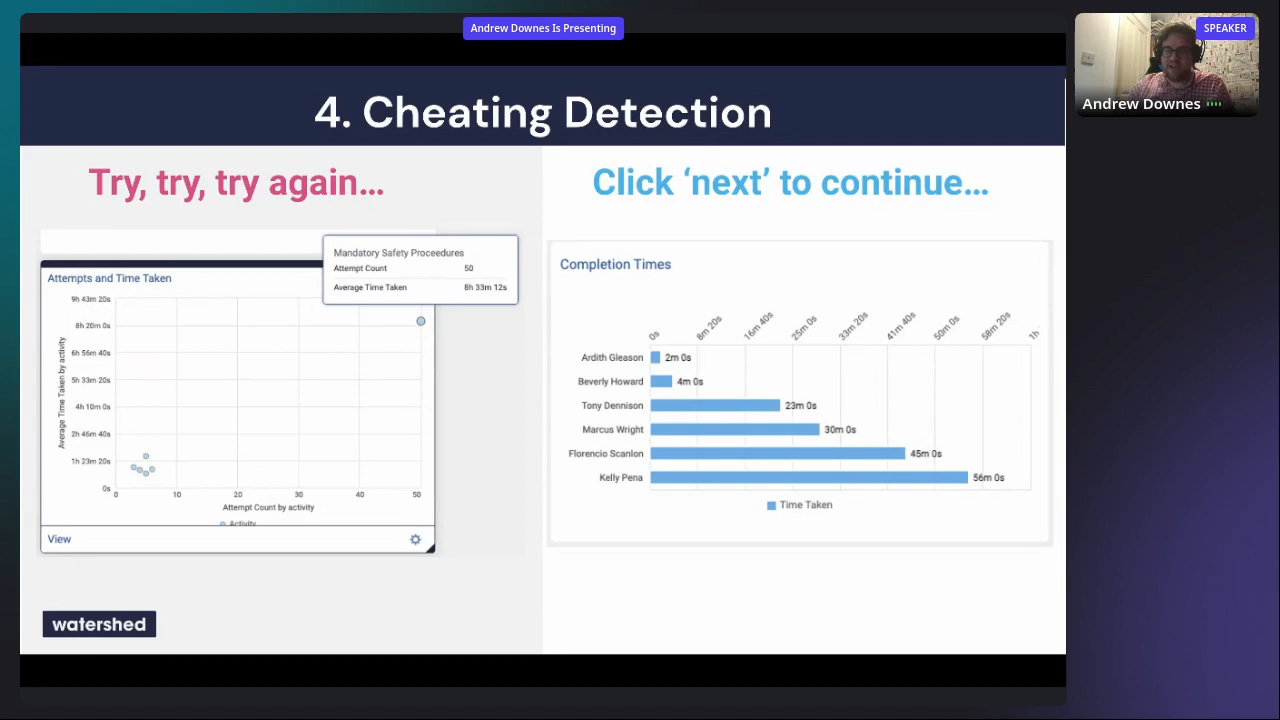 Andrew Downes Is Presenting
SPEAKER
Andrew Downes
4. Cheating Detection
Try, try, try again...
Mandatory Safety Proceedures
Attempt Count 50
Average Time Taken 8h 33m 12s
Attempts and Time Taken
9h 43m 20s
8h 20m 0s
6h 56m 40s
5h 33m 20s
4h 10m 0s
2h 46m 40s
1h 23m 20s
0s
Average Time Taken by activity
0 10 20 30 40 50
Attempt Count by activity
Activity
View
watershed
Click ‘next’ to continue...
Completion Times
0s 8m 20s 16m 40s 25m 0s 33m 20s 41m 40s 50m 0s 58m 20s 1h
Ardith Gleason 2m 0s
Beverly Howard 4m 0s
Tony Dennison 23m 0s
Marcus Wright 30m 0s
Florencio Scanlon 45m 0s
Kelly Pena 56m 0s
Time Taken